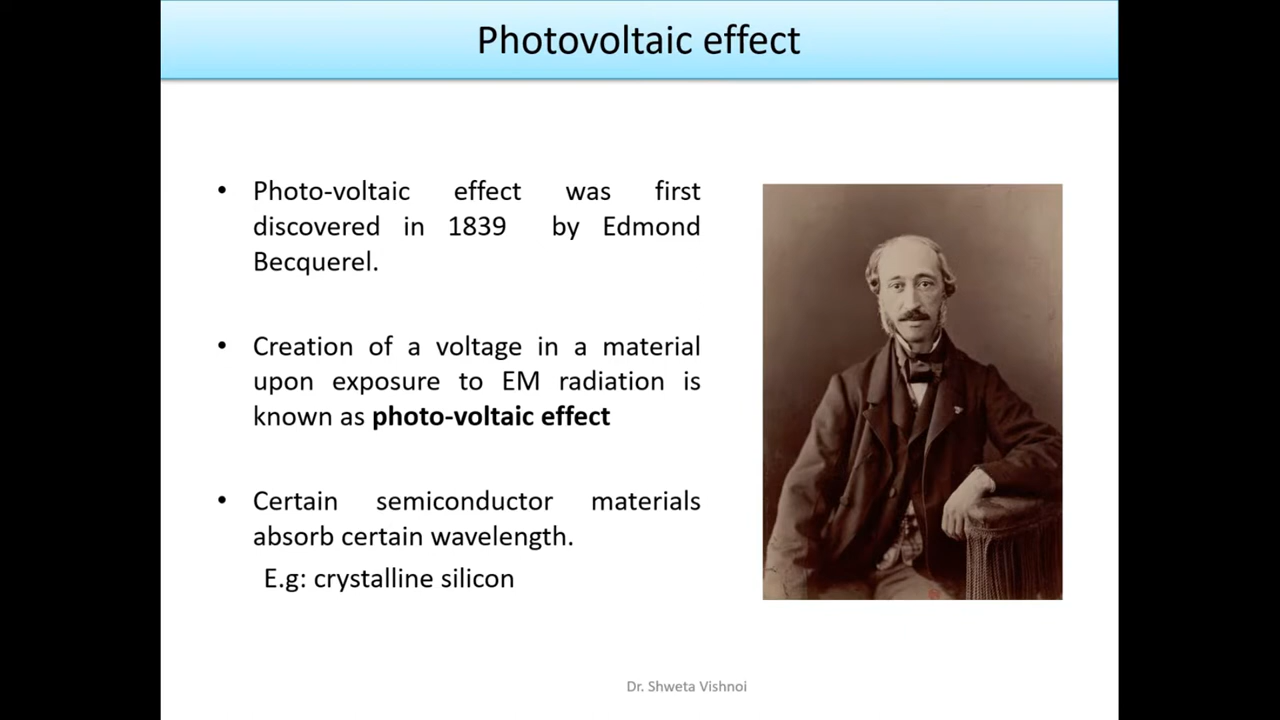 Photovoltaic effect
• Photo-voltaic effect was first
discovered in 1839 by Edmond
Becquerel.
• Creation of a voltage in a material
upon exposure to EM radiation is
known as photo-voltaic effect
• Certain semiconductor materials
absorb certain wavelength.
E.g: crystalline silicon
Dr. Shweta Vishnoi